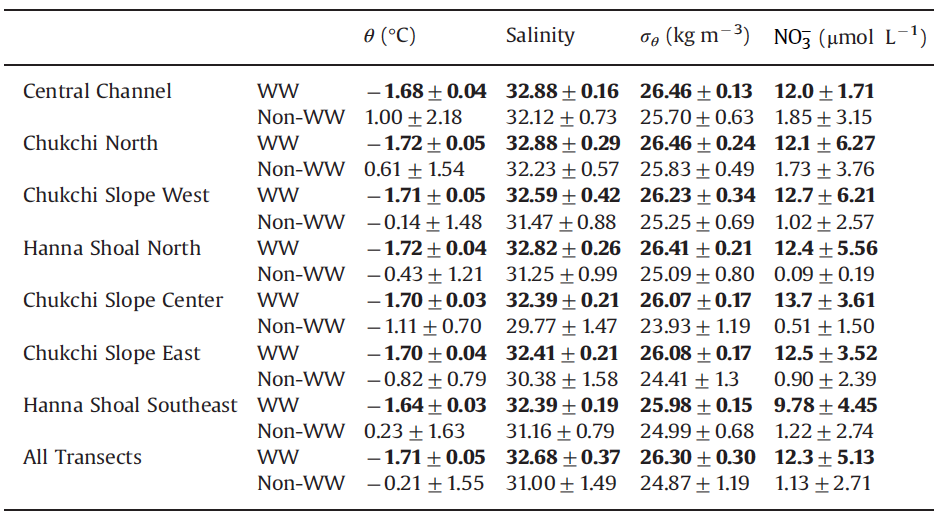 θ (°C) Salinity σθ (kg m−3) NO3− (μmol L−1)
Central Channel WW −1.68 ± 0.04 32.88 ± 0.16 26.46 ± 0.13 12.0 ± 1.71
Non-WW 1.00 ± 2.18 32.12 ± 0.73 25.70 ± 0.63 1.85 ± 3.15
Chukchi North WW −1.72 ± 0.05 32.88 ± 0.29 26.46 ± 0.24 12.1 ± 6.27
Non-WW 0.61 ± 1.54 32.23 ± 0.57 25.83 ± 0.49 1.73 ± 3.76
Chukchi Slope West WW −1.71 ± 0.05 32.59 ± 0.42 26.23 ± 0.34 12.7 ± 6.21
Non-WW −0.14 ± 1.48 31.47 ± 0.88 25.25 ± 0.69 1.02 ± 2.57
Hanna Shoal North WW −1.72 ± 0.04 32.82 ± 0.26 26.41 ± 0.21 12.4 ± 5.56
Non-WW −0.43 ± 1.21 31.25 ± 0.99 25.09 ± 0.80 0.09 ± 0.19
Chukchi Slope Center WW −1.70 ± 0.03 32.39 ± 0.21 26.07 ± 0.17 13.7 ± 3.61
Non-WW −1.11 ± 0.70 29.77 ± 1.47 23.93 ± 1.19 0.51 ± 1.50
Chukchi Slope East WW −1.70 ± 0.04 32.41 ± 0.21 26.08 ± 0.17 12.5 ± 3.52
Non-WW −0.82 ± 0.79 30.38 ± 1.58 24.41 ± 1.3 0.90 ± 2.39
Hanna Shoal Southeast WW −1.64 ± 0.03 32.39 ± 0.19 25.98 ± 0.15 9.78 ± 4.45
Non-WW 0.23 ± 1.63 31.16 ± 0.79 24.99 ± 0.68 1.22 ± 2.74
All Transects WW −1.71 ± 0.05 32.68 ± 0.37 26.30 ± 0.30 12.3 ± 5.13
Non-WW −0.21 ± 1.55 31.00 ± 1.49 24.87 ± 1.19 1.13 ± 2.71